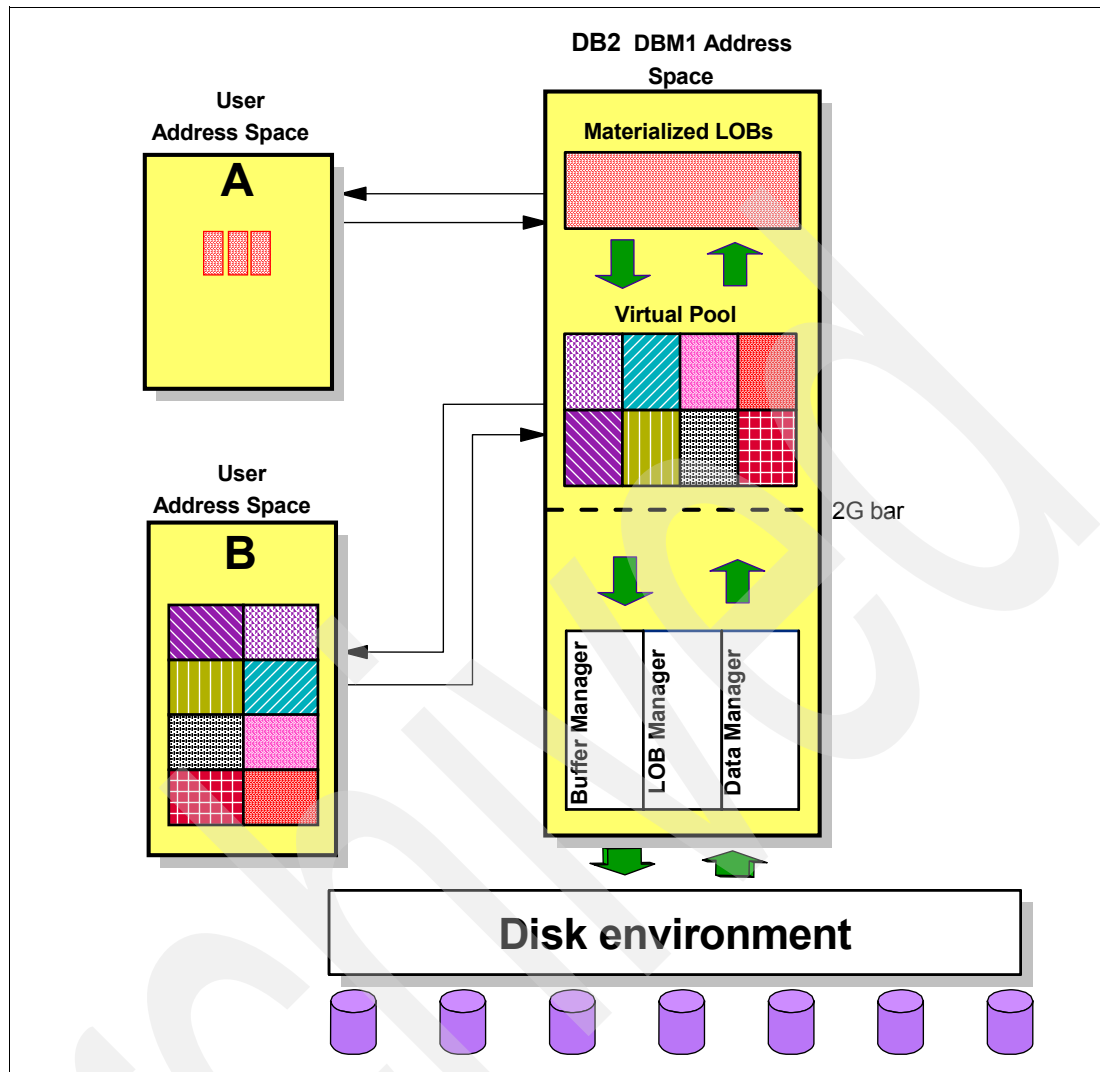 DB2 DBM1 Address
Space
User
Address Space
A
Materialized LOBs
Virtual Pool
2G bar
User
Address Space
B
Buffer Manager
LOB Manager
Data Manager
Disk environment